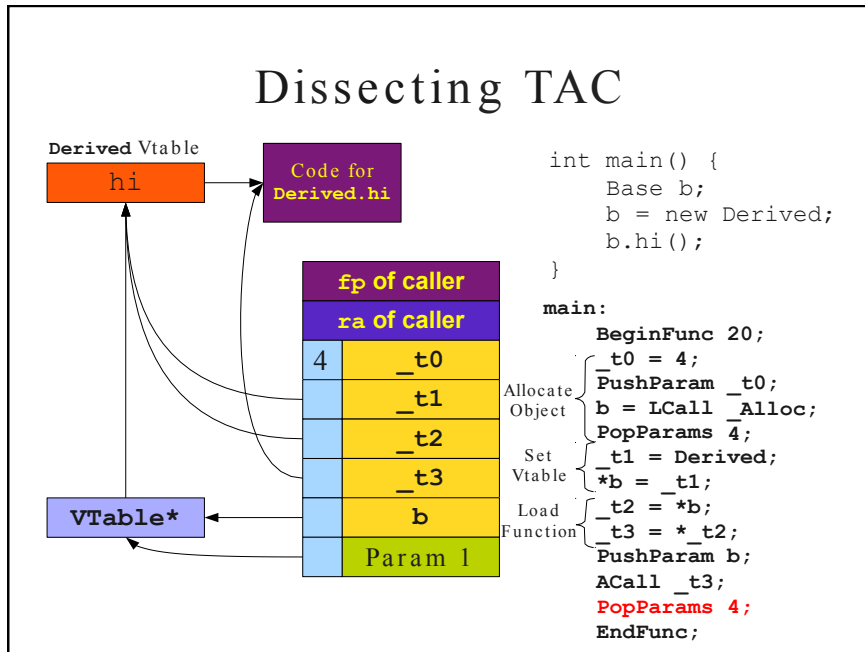 Dissecting TAC
Derived Vtable
hi
Code for
Derived.hi
fp of caller
ra of caller
4 _t0
_t1
_t2
_t3
b
Param 1
VTable*
int main() {
Base b;
b = new Derived;
b.hi();
}
main:
BeginFunc 20;
_t0 = 4;
PushParam _t0;
b = LCall _Alloc;
PopParams 4;
_t1 = Derived;
*b = _t1;
_t2 = *b;
_t3 = *_t2;
PushParam b;
ACall _t3;
PopParams 4;
EndFunc;
Allocate
Object
Set
Vtable
Load
Function